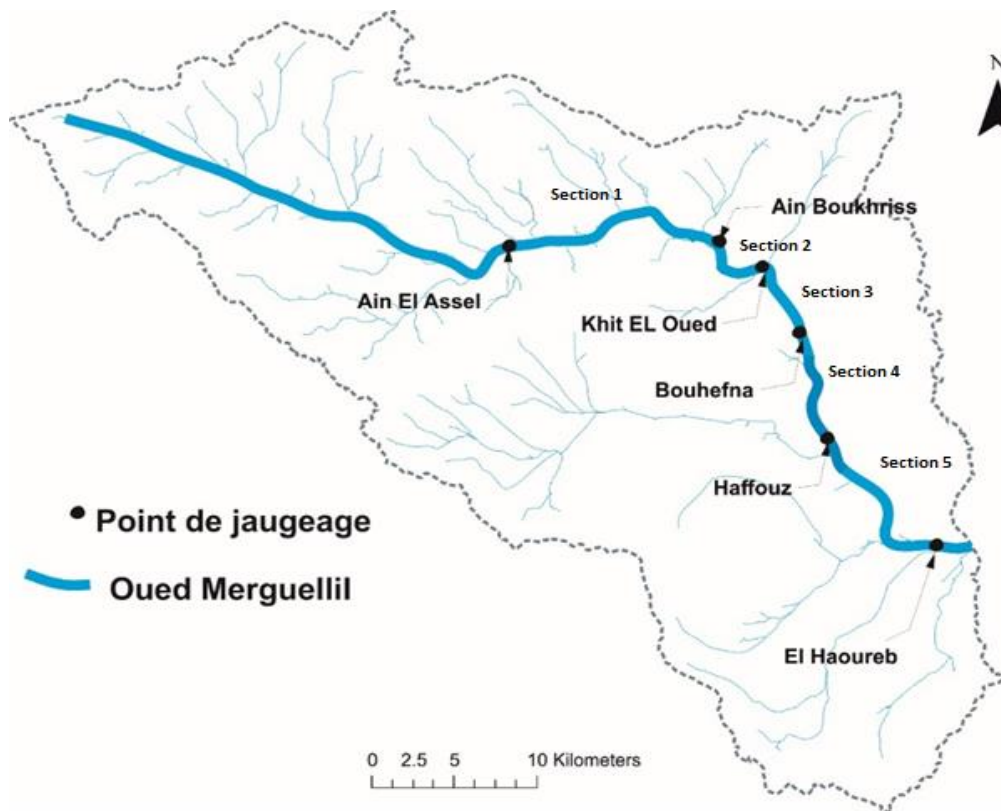 N
Section 1
Ain Boukhriss
Section 2
Ain El Assel
Section 3
Khit EL Oued
Bouhefna
Section 4
Section 5
Haffouz
Point de jaugeage
Oued Merguellil
El Haoureb
0 2.5 5 10 Kilometers